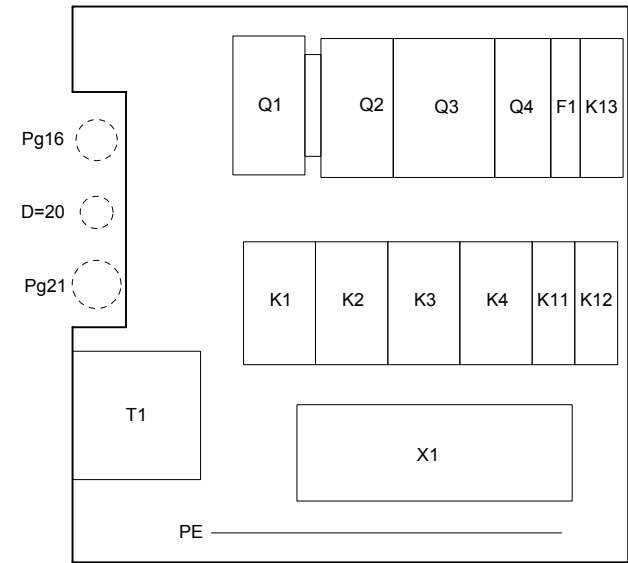 Q1 Q2 Q3 Q4 F1 K13
Pg16
D=20
Pg21
K1 K2 K3 K4 K11 K12
T1
X1
PE